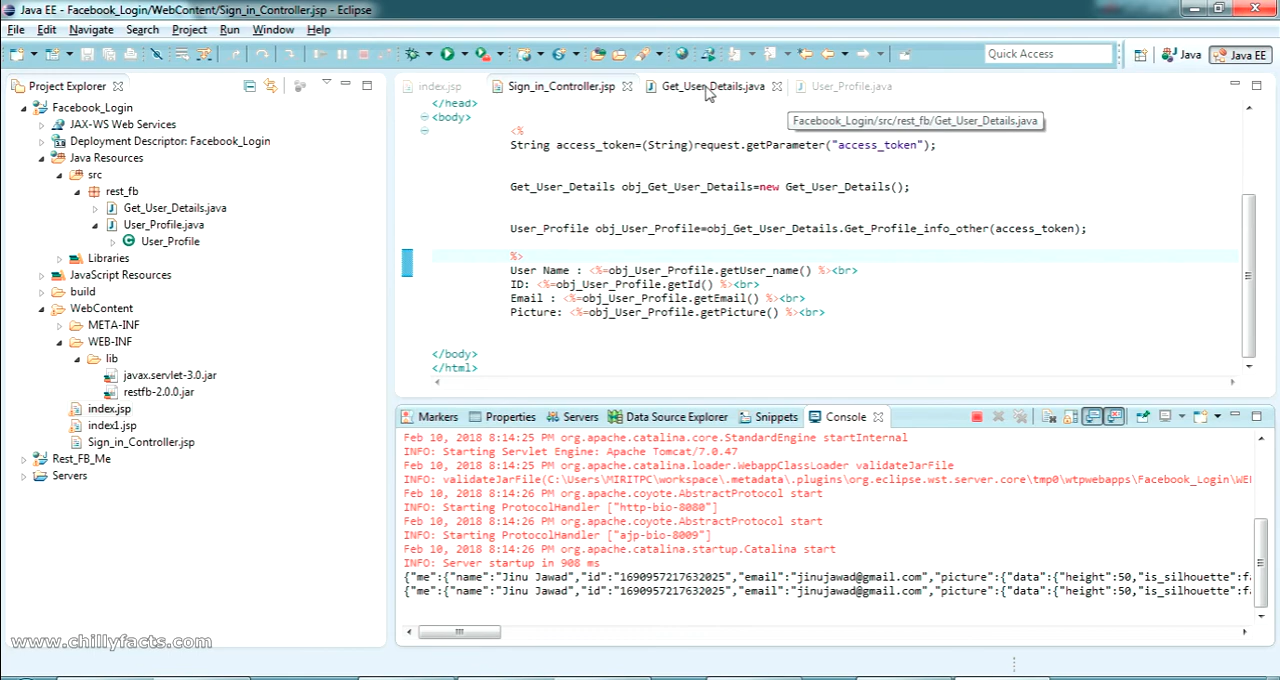 Java EE - Facebook_Login/WebContent/Sign_in_Controller.jsp - Eclipse
File Edit Navigate Search Project Run Window Help
Quick Access
Java
Java EE
Project Explorer
index.jsp
Sign_in_Controller.jsp
Get_User_Details.java
User_Profile.java
Facebook_Login/src/rest_fb/Get_User_Details.java
Facebook_Login
JAX-WS Web Services
Deployment Descriptor: Facebook_Login
Java Resources
src
rest_fb
Get_User_Details.java
User_Profile.java
User_Profile
Libraries
JavaScript Resources
build
WebContent
META-INF
WEB-INF
lib
javax.servlet-3.0.jar
restfb-2.0.0.jar
index.jsp
index1.jsp
Sign_in_Controller.jsp
Rest_FB_Me
Servers
</head>
<body>
<%
String access_token=(String)request.getParameter("access_token");
Get_User_Details obj_Get_User_Details=new Get_User_Details();
User_Profile obj_User_Profile=obj_Get_User_Details.Get_Profile_info_other(access_token);
%>
User Name : <%=obj_User_Profile.getUser_name() %><br>
ID: <%=obj_User_Profile.getId() %><br>
Email : <%=obj_User_Profile.getEmail() %><br>
Picture: <%=obj_User_Profile.getPicture() %><br>
</body>
</html>
Markers Properties Servers Data Source Explorer Snippets Console
Feb 10, 2018 8:14:25 PM org.apache.catalina.core.StandardEngine startInternal
INFO: Starting Servlet Engine: Apache Tomcat/7.0.47
Feb 10, 2018 8:14:25 PM org.apache.catalina.loader.WebappClassLoader validateJarFile
INFO: validateJarFile(C:\Users\MIRITPC\workspace\.metadata\.plugins\org.eclipse.wst.server.core\tmp0\wtpwebapps\Facebook_Login\WE
Feb 10, 2018 8:14:26 PM org.apache.coyote.AbstractProtocol start
INFO: Starting ProtocolHandler ["http-bio-8080"]
Feb 10, 2018 8:14:26 PM org.apache.coyote.AbstractProtocol start
INFO: Starting ProtocolHandler ["ajp-bio-8009"]
Feb 10, 2018 8:14:26 PM org.apache.catalina.startup.Catalina start
INFO: Server startup in 908 ms
{"me":{"name":"Jinu Jawad","id":"1690957217632025","email":"jinujawad@gmail.com","picture":{"data":{"height":50,"is_silhouette":fa
{"me":{"name":"Jinu Jawad","id":"1690957217632025","email":"jinujawad@gmail.com","picture":{"data":{"height":50,"is_silhouette":fa
www.chillyfacts.com